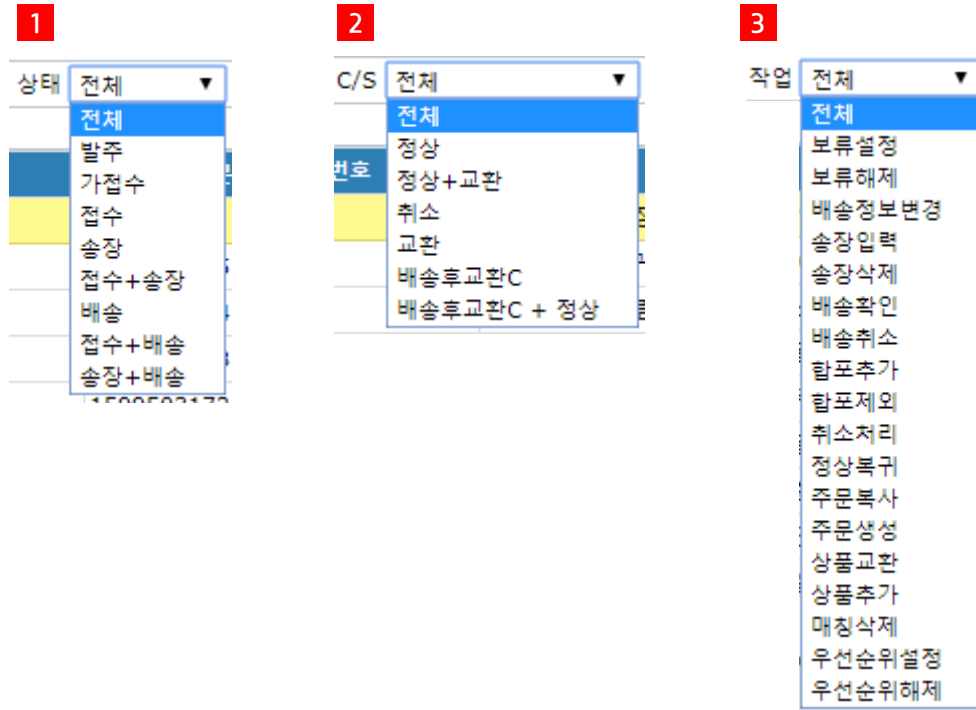 1
상태 전체 ▼
전체
발주
가접수
접수
송장
접수+송장
배송
접수+배송
송장+배송
2
C/S 전체 ▼
번호
전체
정상
정상+교환
취소
교환
배송후교환C
배송후교환C + 정상
3
작업 전체 ▼
전체
보류설정
보류해제
배송정보변경
송장입력
송장삭제
배송확인
배송취소
합포추가
합포제외
취소처리
정상복귀
주문복사
주문생성
상품교환
상품추가
매칭삭제
우선순위설정
우선순위해제